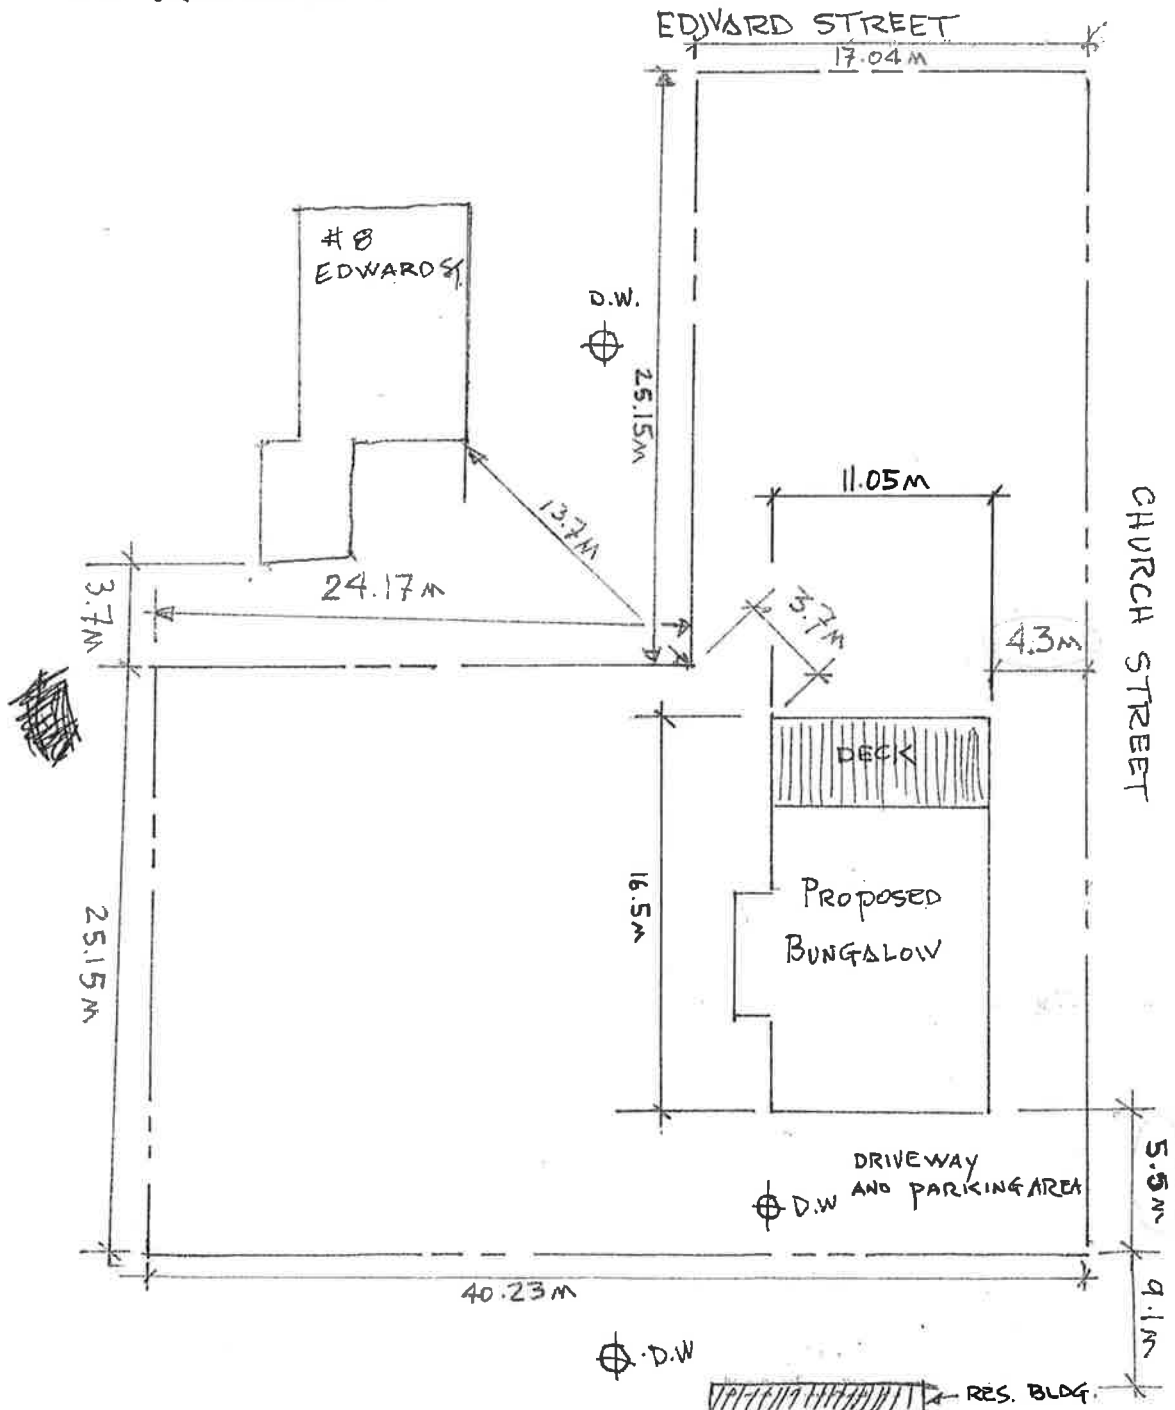 EDWARD STREET
17.04M
# 8
EDWARD ST.
D.W.
25.15M
11.05M
13.7M
CHURCH STREET
24.17M
3.7M
3.7M
4.3M
DECK
16.5M
PROPOSED
BUNGALOW
25.15M
DRIVEWAY
AND PARKING AREA
D.W
5.5M
40.23M
9.1M
D.W
RES. BLDG.